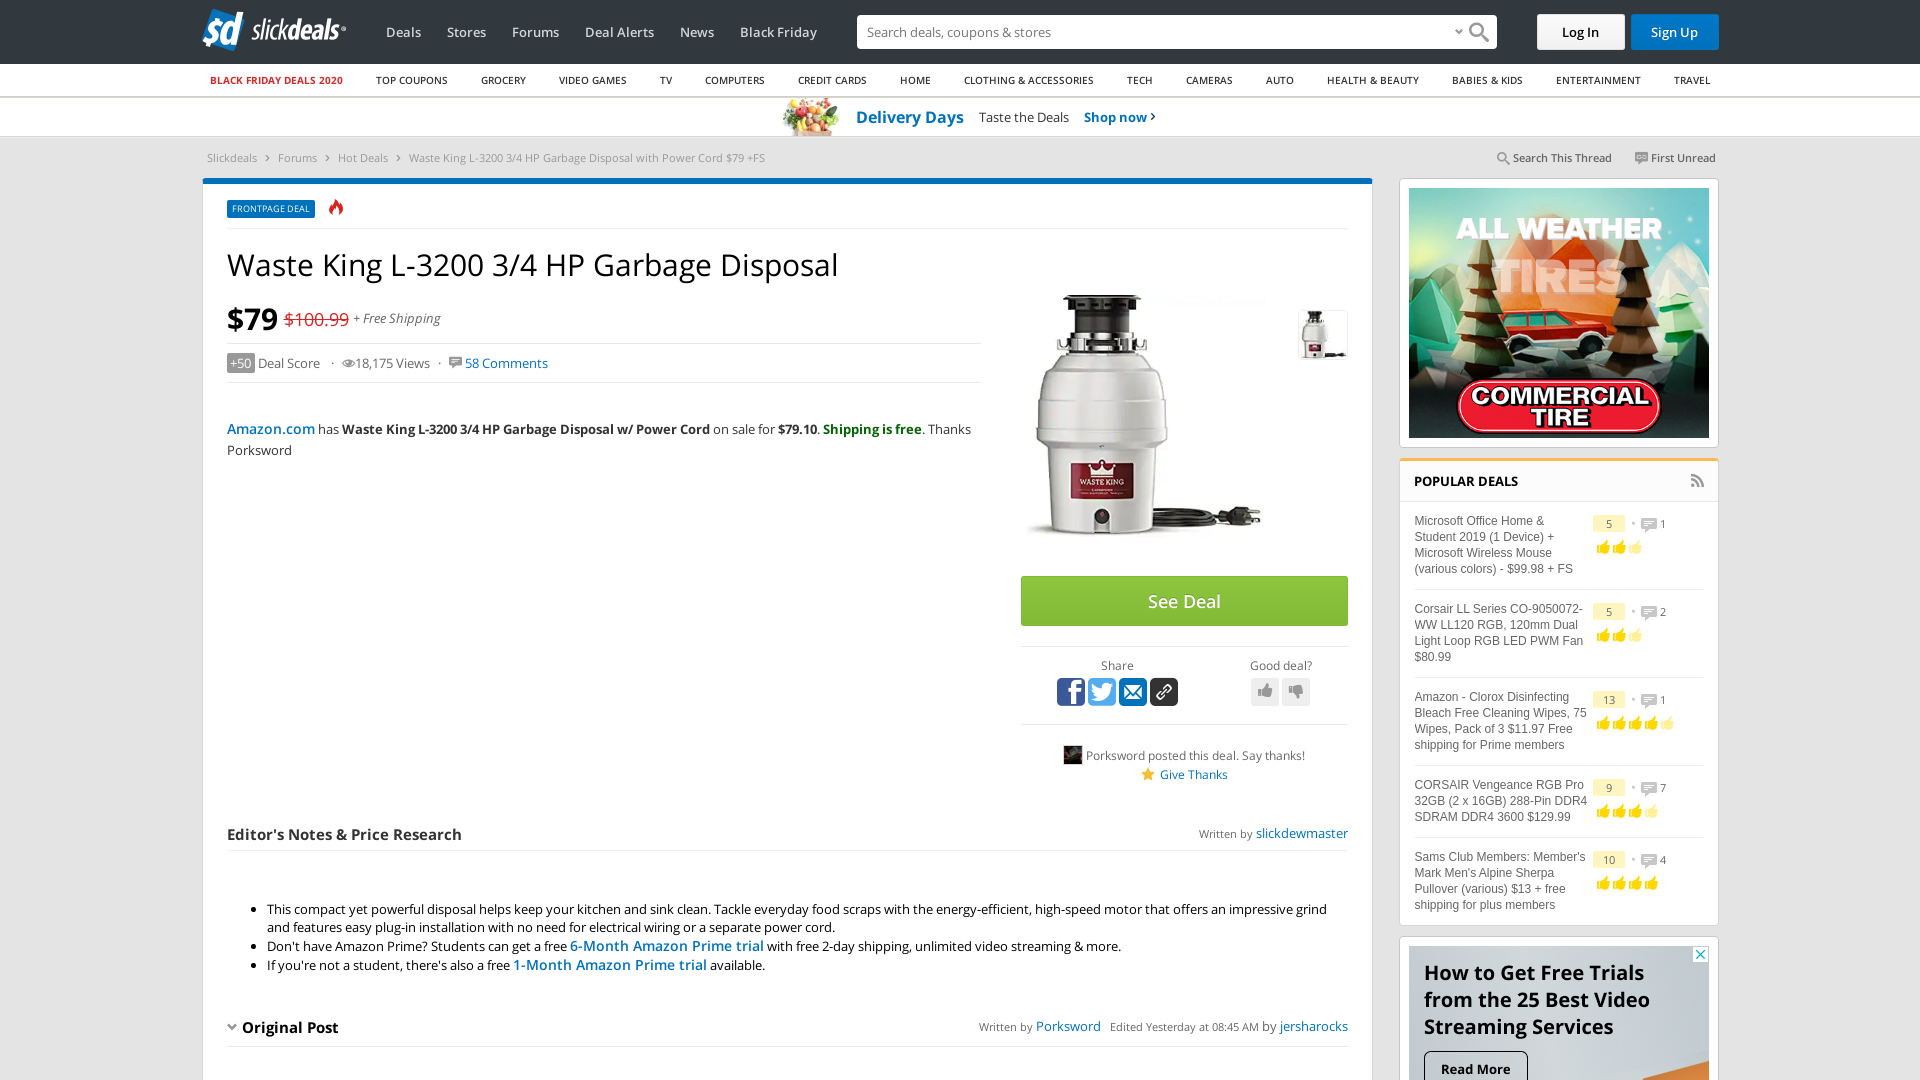 sd slickdeals
Deals Stores Forums Deal Alerts News Black Friday
Search deals, coupons & shares
Log In
Sign Up
BLACK FRIDAY DEALS 2020 TOP COUPONS GROCERY VIDEO GAMES TV COMPUTERS CREDIT CARDS HOME CLOTHING & ACCESSORIES TECH CAMERAS AUTO HEALTH & BEAUTY BABIES & KIDS ENTERTAINMENT TRAVEL
Delivery Days Taste the Deals Shop now
Slickdeals Forums Hot Deals Waste King L-3200 3/4 HP Garbage Disposal with Power Cord $79 +FS
Search This Thread First Unread
FRONTPAGE DEAL
Waste King L-3200 3/4 HP Garbage Disposal
$79 $100.99 + Free Shipping
+50 Deal Score · 18,175 Views · 58 Comments
Amazon.com has Waste King L-3200 3/4 HP Garbage Disposal w/ Power Cord on sale for $79.10. Shipping is free. Thanks
Porksword
WASTE KING
See Deal
Share
Good deal?
Porksword posted this deal. Say thanks!
Give Thanks
Editor's Notes & Price Research
Written by slickdewmaster
This compact yet powerful disposal helps keep your kitchen and sink clean. Tackle everyday food scraps with the energy-efficient, high-speed motor that offers an impressive grind
and features easy plug-in installation with no need for electrical wiring or a separate power cord.
Don't have Amazon Prime? Students can get a free 6-Month Amazon Prime trial with free 2-day shipping, unlimited video streaming & more.
If you're not a student, there's also a free 1-Month Amazon Prime trial available.
Original Post
Written by Porksword Edited Yesterday at 08:45 AM by jersharocks
ALL WEATHER
TIRES
COMMERCIAL
TIRE
POPULAR DEALS
Microsoft Office Home &
Student 2019 (1 Device) +
Microsoft Wireless Mouse
(various colors) - $99.98 + FS
5 • 1
Corsair LL Series CO-9050072-
WW LL120 RGB, 120mm Dual
Light Loop RGB LED PWM Fan
$80.99
5 • 2
Amazon - Clorox Disinfecting
Bleach Free Cleaning Wipes, 75
Wipes, Pack of 3 $11.97 Free
shipping for Prime members
13 • 1
CORSAIR Vengeance RGB Pro
32GB (2 x 16GB) 288-Pin DDR4
SDRAM DDR4 3600 $129.99
9 • 7
Sams Club Members: Member's
Mark Men's Alpine Sherpa
Pullover (various) $13 + free
shipping for plus members
10 • 4
How to Get Free Trials
from the 25 Best Video
Streaming Services
Read More